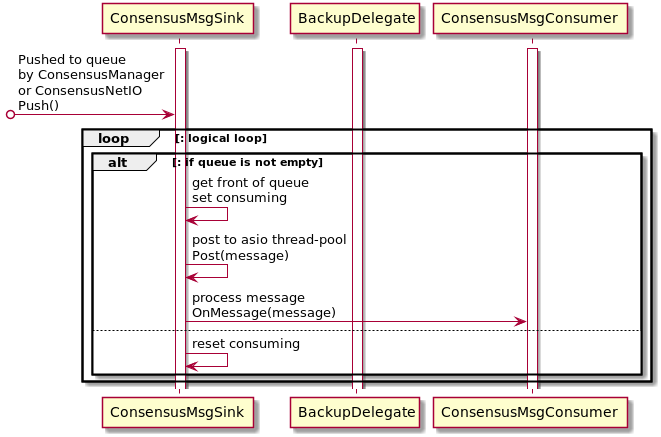 ConsensusMsgSink
BackupDelegate
ConsensusMsgConsumer
Pushed to queue
by ConsensusManager
or ConsensusNetIO
Push()
loop
[: logical loop]
alt
[: if queue is not empty]
get front of queue
set consuming
post to asio thread-pool
Post(message)
process message
OnMessage(message)
reset consuming
ConsensusMsgSink
BackupDelegate
ConsensusMsgConsumer